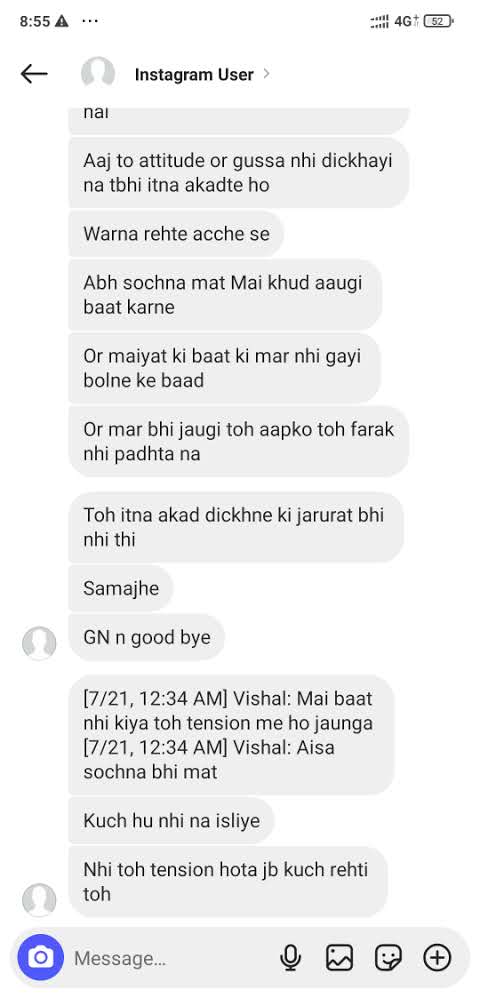 8:55
4G 52
Instagram User
hai
Aaj to attitude or gussa nhi dickhayi
na tbhi itna akadte ho
Warna rehte acche se
Abh sochna mat Mai khud aaugi
baat karne
Or maiyat ki baat ki mar nhi gayi
bolne ke baad
Or mar bhi jaugi toh aapko toh farak
nhi padhta na
Toh itna akad dickhne ki jarurat bhi
nhi thi
Samajhe
GN n good bye
[7/21, 12:34 AM] Vishal: Mai baat
nhi kiya toh tension me ho jaunga
[7/21, 12:34 AM] Vishal: Aisa
sochna bhi mat
Kuch hu nhi na isliye
Nhi toh tension hota jb kuch rehti
toh
Message...